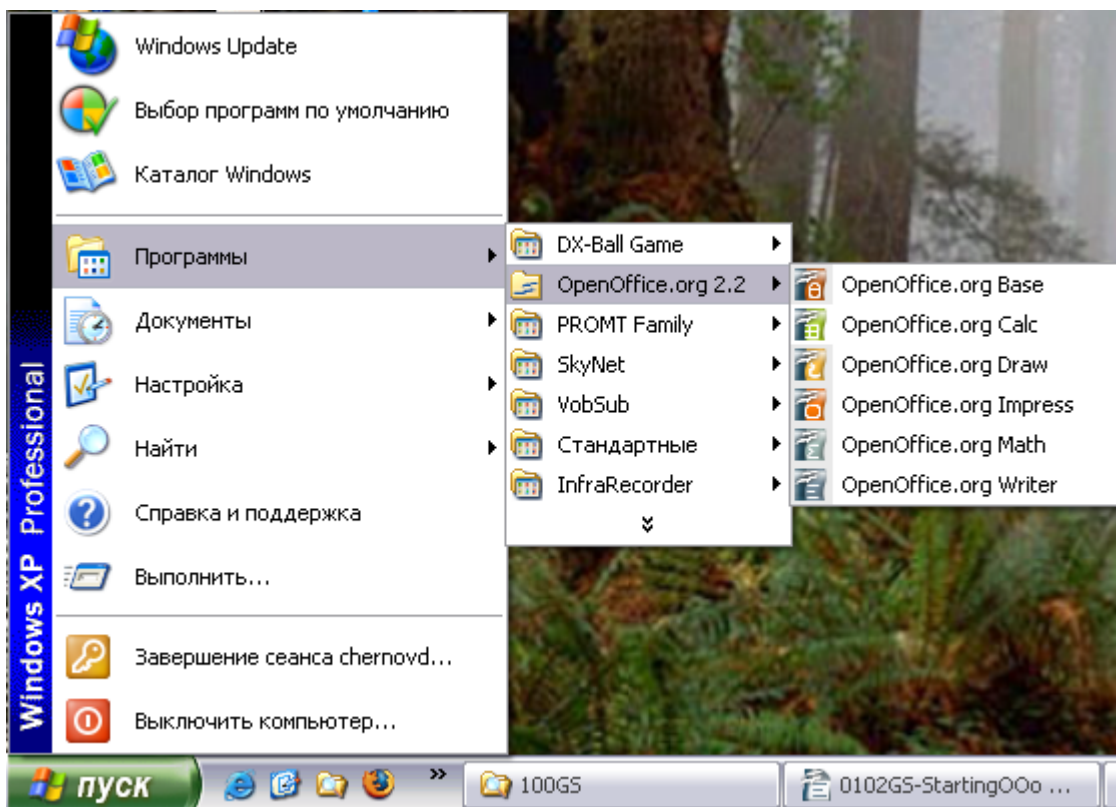 Windows XP Professional
Windows Update
Выбор программ по умолчанию
Каталог Windows
Программы
Документы
Настройка
Найти
Справка и поддержка
Выполнить...
Завершение сеанса chernovd...
Выключить компьютер...
DX-Ball Game
OpenOffice.org 2.2
PROMT Family
SkyNet
VobSub
Стандартные
InfraRecorder
OpenOffice.org Base
OpenOffice.org Calc
OpenOffice.org Draw
OpenOffice.org Impress
OpenOffice.org Math
OpenOffice.org Writer
пуск
100GS
0102GS-StartingOOo ...